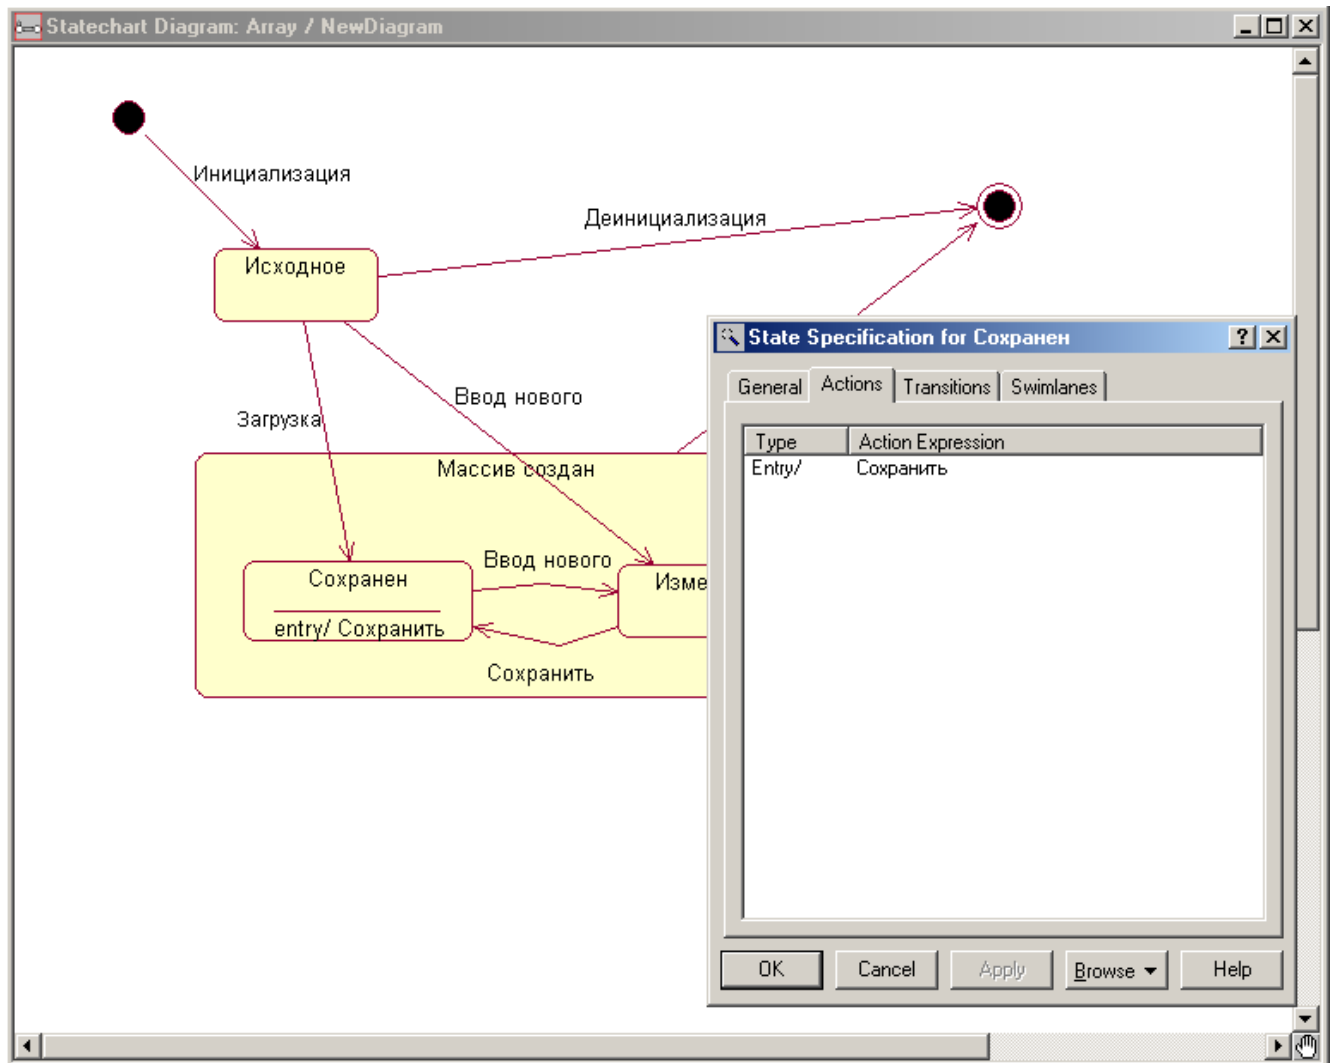 Statechart Diagram: Array / NewDiagram
Инициализация
Деинициализация
Исходное
Ввод нового
Загрузка
Массив создан
Ввод нового
Сохранен
Изме
entry/ Сохранить
Сохранить
State Specification for Сохранен
General Actions Transitions Swimlanes
Type Action Expression
Entry/ Сохранить
OK Cancel Apply Browse Help